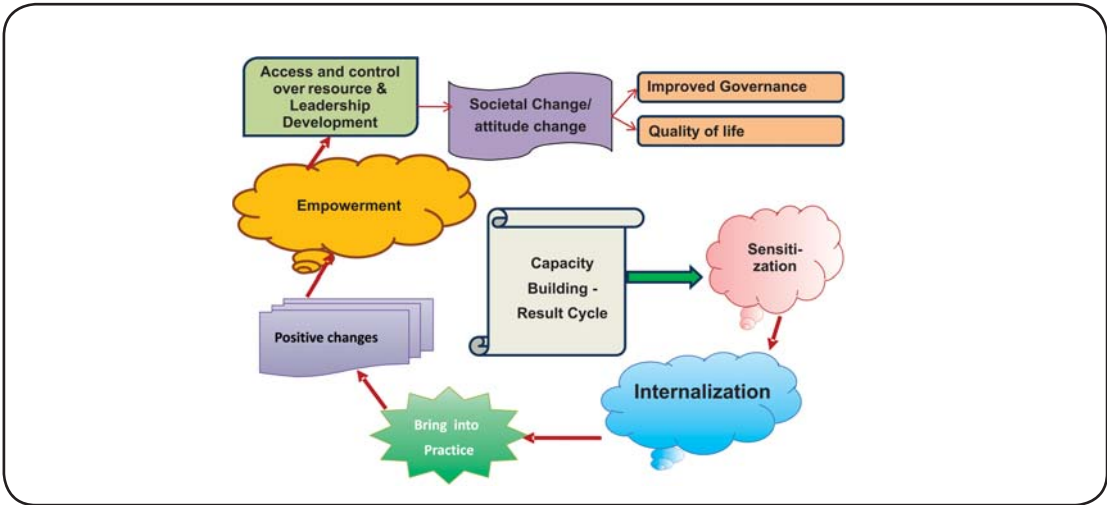 Access and control
over resource &
Leadership
Development
Societal Change/
attitude change
Improved Governance
Quality of life
Empowerment
Capacity
Building -
Result Cycle
Sensiti-
zation
Positive changes
Internalization
Bring into
Practice